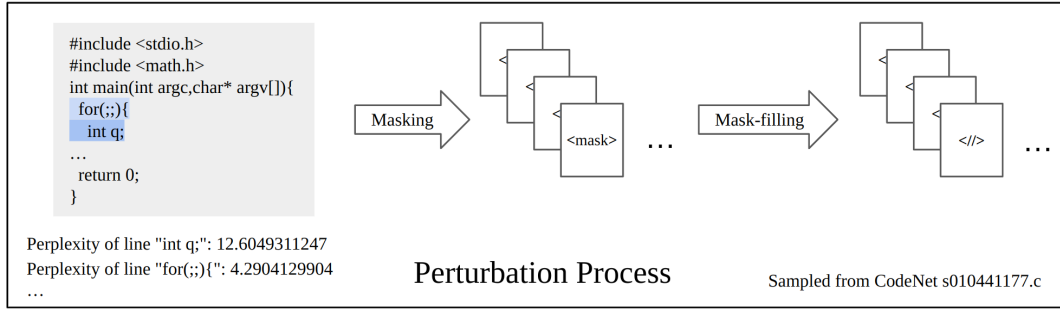 #include <stdio.h>
#include <math.h>
int main(int argc,char* argv[]){
for(;;){
int q;
…
return 0;
}
Perplexity of line "int q;": 12.6049311247
Perplexity of line "for(;;){": 4.2904129904
…
Masking
<
<
<
<mask>
…
Mask-filling
<
<
<
<//>
…
Perturbation Process
Sampled from CodeNet s010441177.c